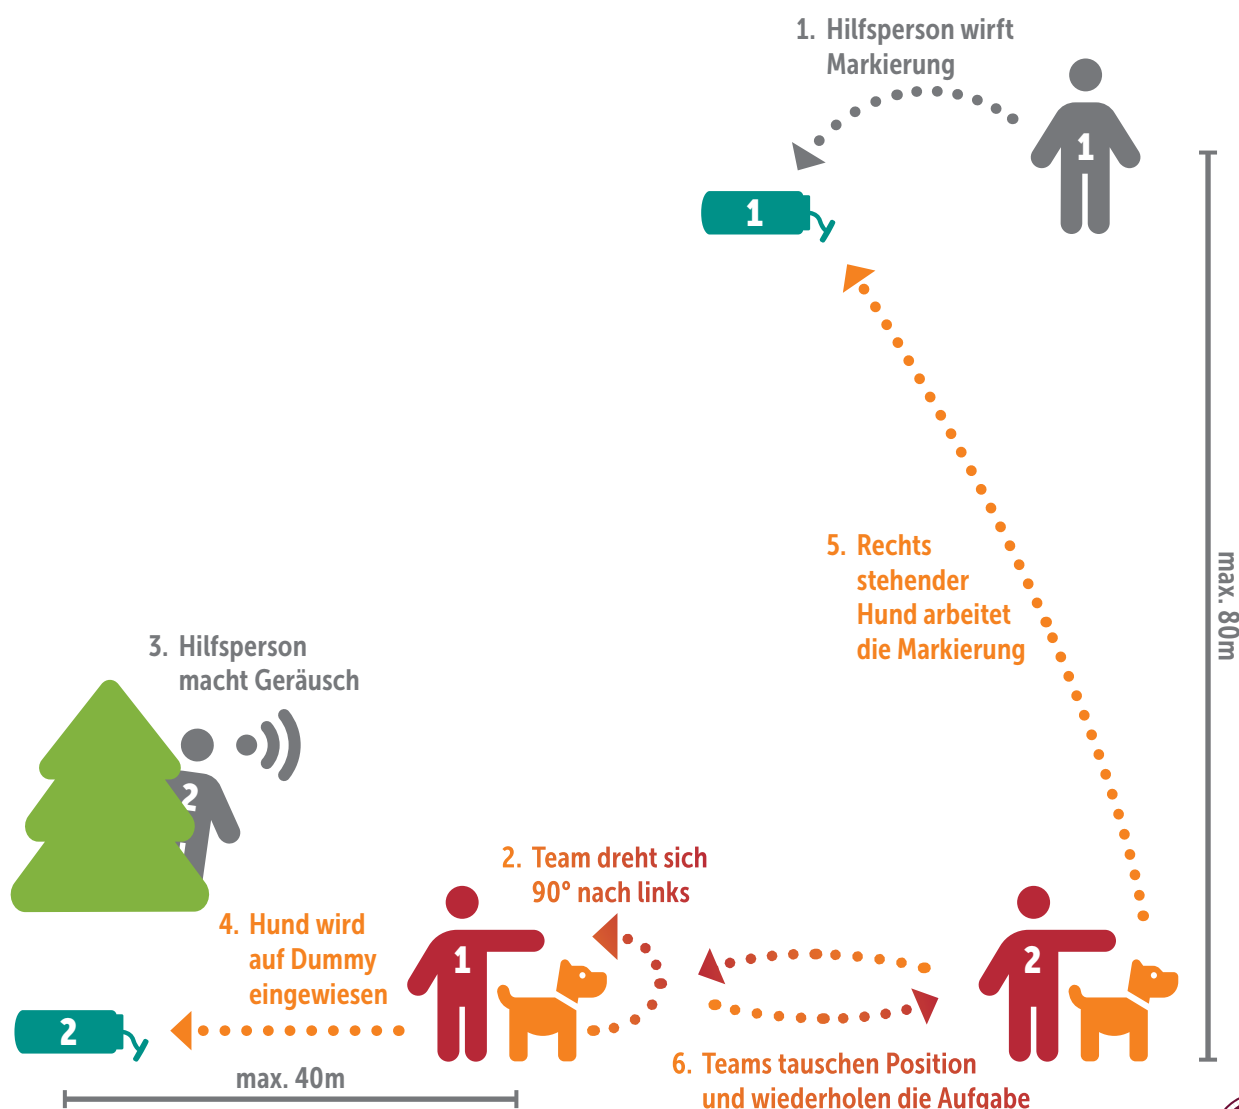 1. Hilfsperson wirft
Markierung
1
1
max. 80m
5. Rechts
stehender
Hund arbeitet
die Markierung
3. Hilfsperson
macht Geräusch
2
2. Team dreht sich
90° nach links
4. Hund wird
auf Dummy
eingewiesen
1
2
2
max. 40m
6. Teams tauschen Position
und wiederholen die Aufgabe